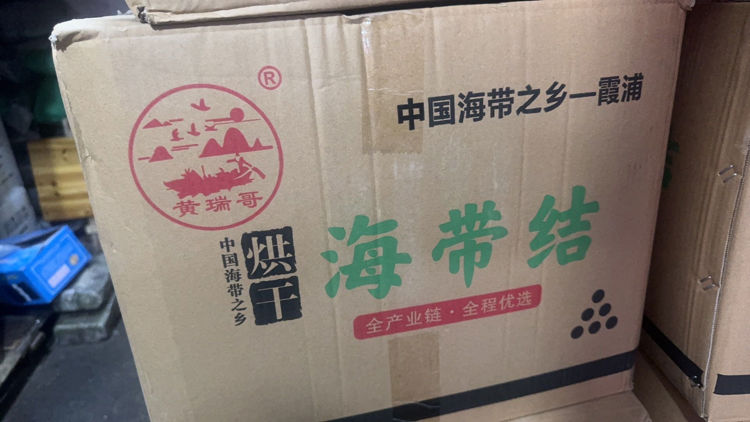 ®
中国海带之乡—霞浦
黄瑞哥
中国海带之乡
烘干
海带结
全产业链·全程优选